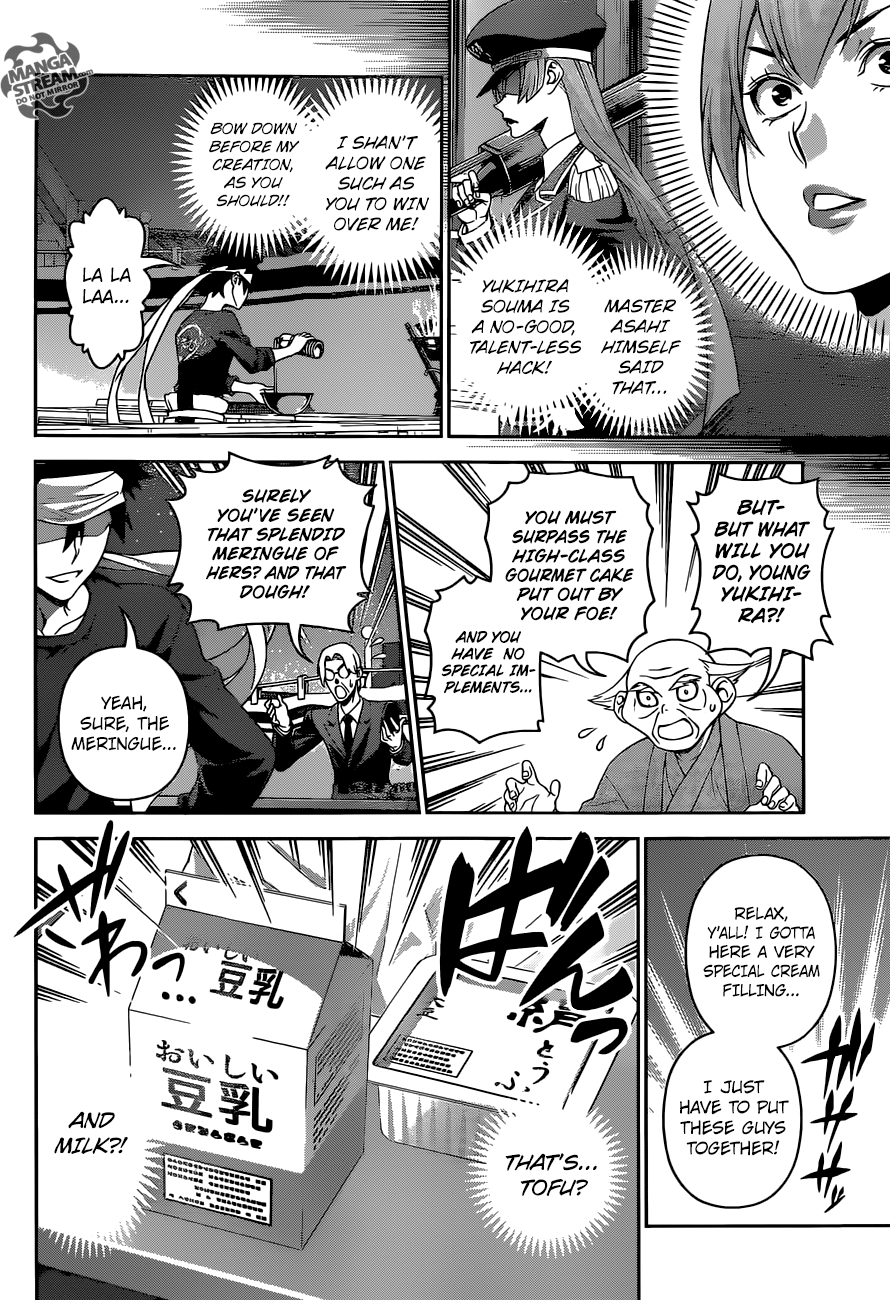 MANGA
STREAM.com
DO NOT MIRROR
MASTER
ASAHI
HIMSELF
SAID
THAT...
YUKIHIRA
SOUMA IS
A NO-GOOD,
TALENT-LESS
HACK!
I SHAN'T
ALLOW ONE
SUCH AS
YOU TO WIN
OVER ME!
BOW DOWN
BEFORE MY
CREATION,
AS YOU
SHOULD!!
LA LA
LAA...
BUT-
BUT WHAT
WILL YOU
DO, YOUNG
YUKIHI-
RA?!
YOU MUST
SURPASS THE
HIGH-CLASS
GOURMET CAKE
PUT OUT BY
YOUR FOE!
AND YOU
HAVE NO
SPECIAL IM-
PLEMENTS...
SURELY
YOU'VE SEEN
THAT SPLENDID
MERINGUE OF
HERS? AND THAT
DOUGH!
YEAH,
SURE, THE
MERINGUE...
RELAX,
Y'ALL! I GOTTA
HERE A VERY
SPECIAL CREAM
FILLING...
I JUST
HAVE TO PUT
THESE GUYS
TOGETHER!
ばんっ
絹
とうふ
THAT'S...
TOFU?
ざわっ...
おいしい
豆乳
おいしい
豆乳
AND
MILK?!